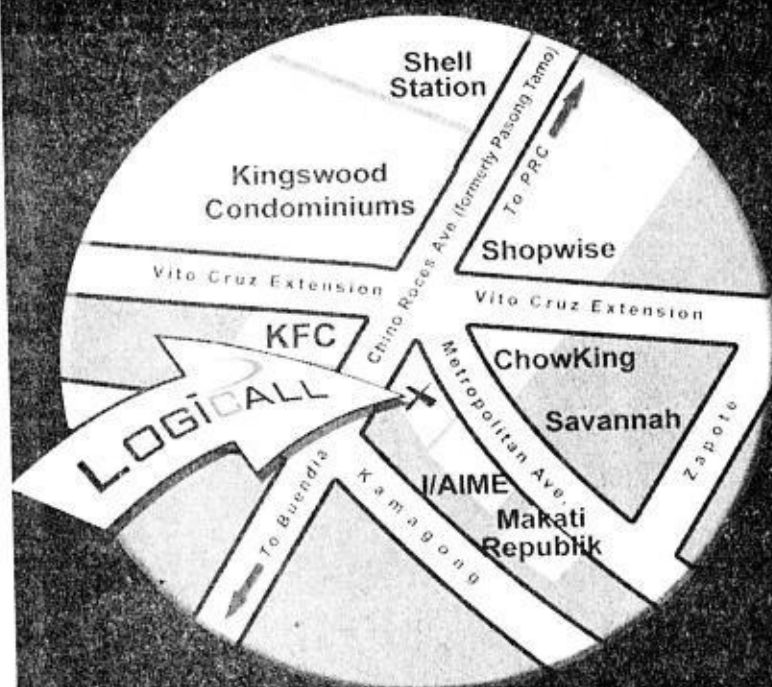 Shell
Station
Chino Roces Ave (formerly Pasong Tamo)
To PRC
Kingswood
Condominiums
Shopwise
Vito Cruz Extension
Vito Cruz Extension
KFC
ChowKing
Metropolitan Ave.
Savannah
Zapote
LOGiCALL
I/AIME
Makati
Republik
To Buendia
Kamagong